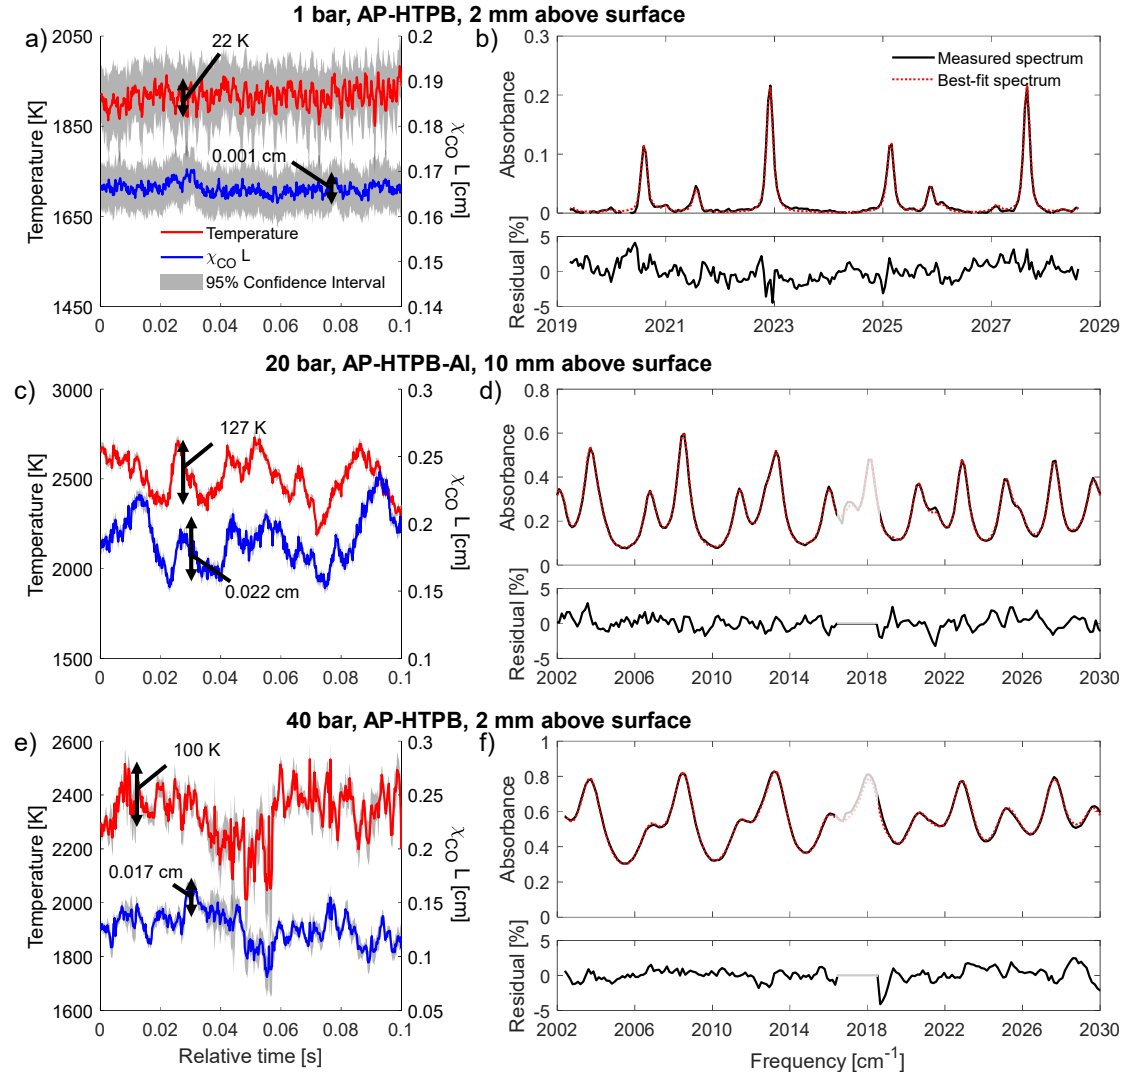 1 bar, AP-HTPB, 2 mm above surface
a)
2050
1850
1650
1450
Temperature [K]
22 K
0.001 cm
Temperature
χCO L
95% Confidence Interval
0.2
0.19
0.18
0.17
0.16
0.15
0.14
χCO L [cm]
0 0.02 0.04 0.06 0.08 0.1
b)
0.3
0.2
0.1
0
Absorbance
Measured spectrum
Best-fit spectrum
5
0
-5
Residual [%]
2019 2021 2023 2025 2027 2029
20 bar, AP-HTPB-Al, 10 mm above surface
c)
3000
2500
2000
1500
Temperature [K]
127 K
0.022 cm
0.3
0.25
0.2
0.15
0.1
χCO L [cm]
0 0.02 0.04 0.06 0.08 0.1
d)
0.8
0.6
0.4
0.2
0
Absorbance
5
0
-5
Residual [%]
2002 2006 2010 2014 2018 2022 2026 2030
40 bar, AP-HTPB, 2 mm above surface
e)
2600
2400
2200
2000
1800
1600
Temperature [K]
100 K
0.017 cm
0.3
0.25
0.2
0.15
0.1
0.05
χCO L [cm]
0 0.02 0.04 0.06 0.08 0.1
Relative time [s]
f)
1
0.8
0.6
0.4
0.2
0
Absorbance
5
0
-5
Residual [%]
2002 2006 2010 2014 2018 2022 2026 2030
Frequency [cm⁻¹]